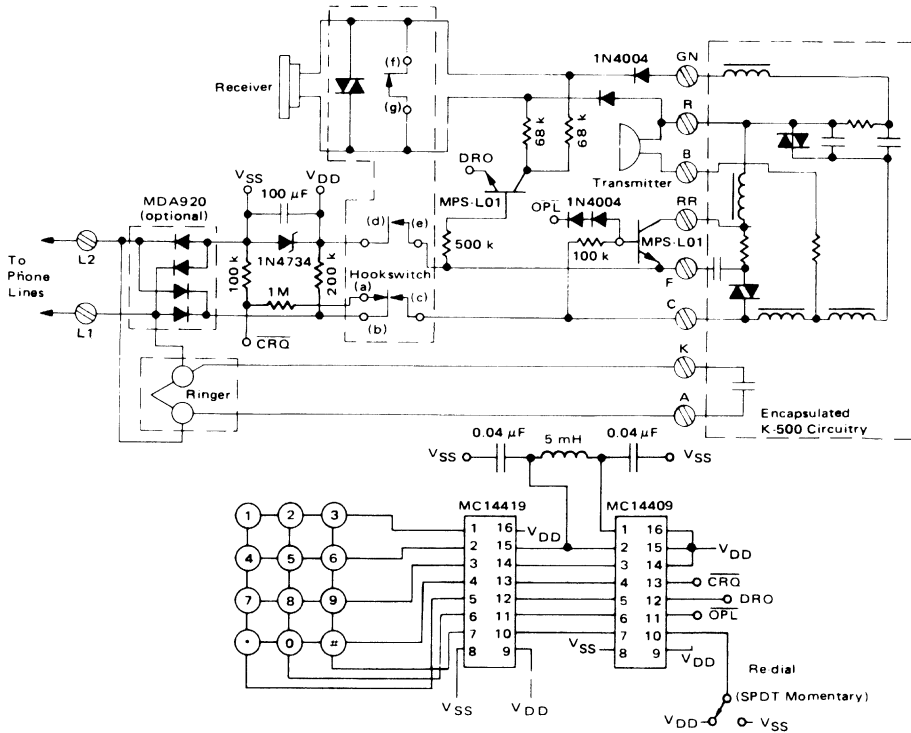 Receiver
(f)
(g)
1N4004
GN
R
B
Transmitter
68 k
68 k
DRO
MPS-L01
OPL
1N4004
RR
MPS-L01
100 k
500 k
F
C
K
A
MDA920
(optional)
VSS
VDD
100 µF
1N4734
(d)
(e)
L2
To
Phone
Lines
L1
100 k
200 k
1M
Hookswitch
(a)
(c)
(b)
CRQ
Ringer
Encapsulated
K-500 Circuitry
0.04 µF
5 mH
0.04 µF
VSS
VSS
MC14419
MC14409
1 2 3
4 5 6
7 8 9
• 0 #
1 16 VDD
2 15
3 14
4 13
5 12
6 11
7 10
8 9
VSS
VDD
1 16
2 15 VDD
3 14
4 13 CRQ
5 12 DRO
6 11 OPL
7 10
VSS 8 9 VDD
Re-dial
(SPDT Momentary)
VDD
VSS